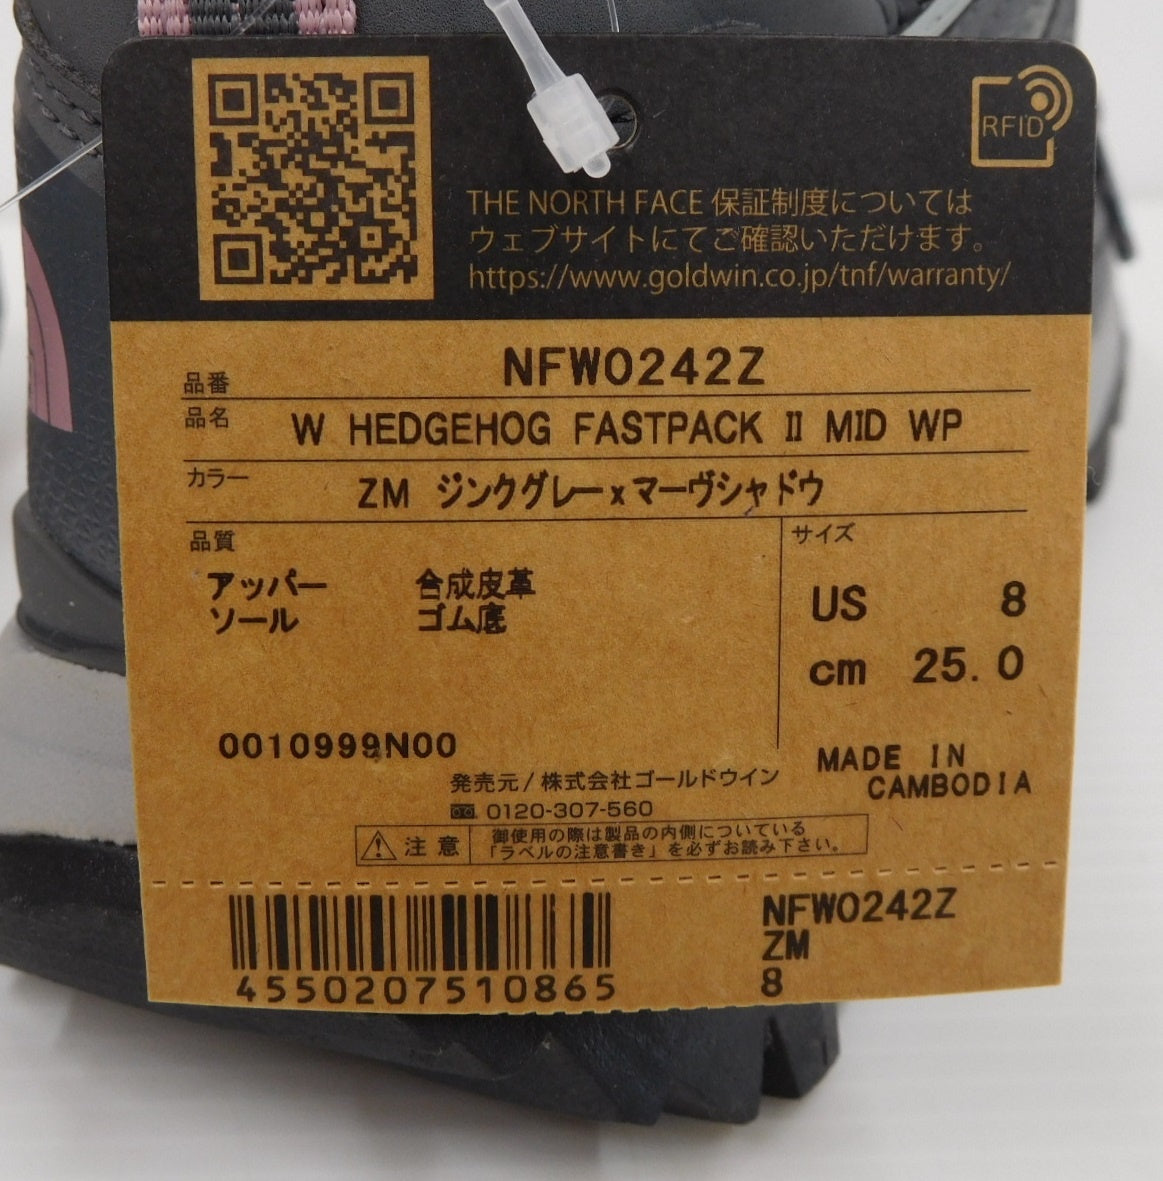 RFID
THE NORTH FACE 保証制度については
ウェブサイトにてご確認いただけます。
https://www.goldwin.co.jp/tnf/warranty/
品番 NFW0242Z
品名 W HEDGEHOG FASTPACK Ⅱ MID WP
カラー ZM ジンクグレーxマーヴシャドウ
品質
アッパー 合成皮革
ソール ゴム底
サイズ
US 8
cm 25.0
0010999N00
MADE IN
CAMBODIA
発売元/株式会社ゴールドウイン
0120-307-560
注意
御使用の際は製品の内側についている
「ラベルの注意書き」を必ずお読み下さい。
4550207510865
NFW0242Z
ZM
8